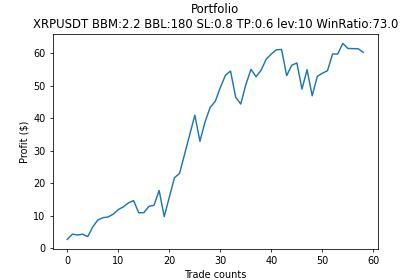 Portfolio
XRPUSDT BBM:2.2 BBL:180 SL:0.8 TP:0.6 lev:10 WinRatio:73.0
60
50
40
30
20
10
0
Profit ($)
0 10 20 30 40 50 60
Trade counts